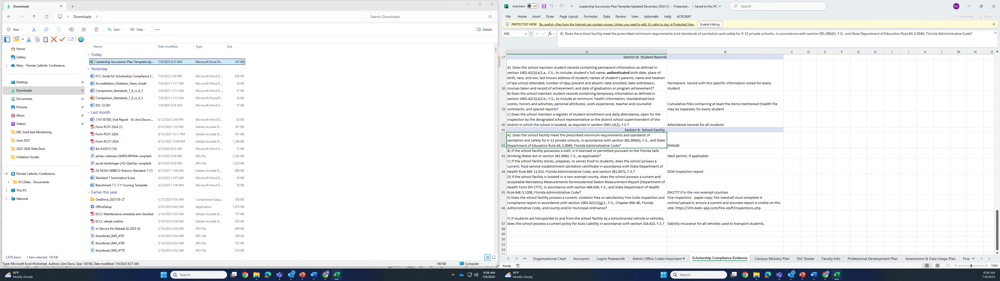 Downloads
Downloads
Search Downloads
New
Sort
View
Details
Home
Gallery
Mary - Florida Catholic Conference
Desktop
Downloads
Documents
Pictures
Music
Videos
DEL Gold Seal Monitoring
June 2025
2025-2026 Slide Deck
Visitation Guides
Florida Catholic Conference
FCCData - Documents
This PC
Network
Name Date modified Type Size
Today
Leadership Succession Plan Template Up... 7/9/2025 8:37 AM Microsoft Excel W... 141 KB
Yesterday
FCC Guide for Scholarship Compliance 2... 7/8/2025 2:56 PM Microsoft Word D... 826 KB
Accreditation_Visitation_Team_Guide 7/8/2025 11:17 AM Microsoft Word D... 38 KB
Comparison_Standards_7_8_vs_8_5 7/8/2025 11:13 AM Microsoft Word D... 37 KB
Comparison_Standards_7_8_vs_8_5 7/8/2025 11:12 AM Microsoft PowerP... 30 KB
65C-22.001 7/8/2025 8:38 AM Microsoft Word 9... 37 KB
Last month
1741187385_Visit Report - St. Ann Discov... 6/12/2025 2:49 PM Microsoft Word D... 82 KB
Form PLST-2024 (1) 6/12/2025 1:52 PM Adobe Acrobat D... 501 KB
Form PLST-2024 6/12/2025 12:11 PM Adobe Acrobat D... 501 KB
Form PLCT-2024 6/12/2025 12:09 PM Adobe Acrobat D... 1,298 KB
6A-6.03315 (14) 6/5/2025 9:23 AM Microsoft Word 9... 31 KB
james-coleman-QHRZv6PIW4s-unsplash 6/3/2025 4:36 PM JPG File 2,562 KB
jacob-bentzinger-jYQ-QxkrFpc-unsplash 6/3/2025 4:36 PM JPG File 7,203 KB
24-NCEA-NSBECS-Rubrics-Standard-7 (1) 6/2/2025 11:49 AM Adobe Acrobat D... 696 KB
Standard 7 Summative Score 6/2/2025 11:47 AM Microsoft Word D... 29 KB
Benchmark 7.1-7.11 Scoring Template 6/2/2025 11:46 AM Microsoft Word D... 76 KB
Earlier this year
OneDrive_2025-05-27 5/27/2025 9:50 AM Compressed (zipp... 530 KB
OfficeSetup 5/23/2025 8:43 AM Application 7,470 KB
ECLC Maintenance schedule and checklist 5/14/2025 7:05 AM Adobe Acrobat D... 777 KB
ECLC retreat outline 5/14/2025 6:58 AM Adobe Acrobat D... 505 KB
In-Service Hrs Retreat 02.2025 (5) 5/14/2025 6:58 AM JPG File 609 KB
thumbnail_IMG_4781 5/14/2025 6:54 AM JPG File 398 KB
thumbnail_IMG_4780 5/14/2025 6:52 AM JPG File 537 KB
thumbnail_IMG_4778 5/14/2025 6:52 AM JPG File 370 KB
2,676 items 1 item selected 140 KB
Type: Microsoft Excel Worksheet, Authors: Ann Davis, Size: 140 KB, Date modified: 7/9/2025 8:37 AM 140 KB Computer
81°F
Mostly cloudy
Search
8:38 AM
7/9/2025
AutoSave Off Leadership Succession Plan Template Updated December 2024 (1) - Protected... • Saved to this PC Search MC
File Home Insert Draw Page Layout Formulas Data Review View Automate Help ACROBAT Comments Share
PROTECTED VIEW Be careful—files from the Internet can contain viruses. Unless you need to edit, it's safer to stay in Protected View. Enable Editing
A42 fx A) Does the school facility meet the prescribed minimum requirements and standards of sanitation and safety for K-12 private schools, in accordance with section 381.006(6), F.S., and State Department of Education Rule 6A-2.0040, Florida Administrative Code?
A B C D E F G H I J K L M N O
37 Section 8: Student Records
A) Does the school maintain student records containing permanent information as defined in
section 1002.42(3)(a)2.a., F.S., to include: student's full name; authenticated birth date, place of
birth, race, and sex; last known address of student; names of student's parents; name and location
of last school attended; number of days present and absent; date enrolled; date withdrawn;
38 courses taken and record of achievement; and date of graduation or program achievement?
Permanent record with this specific information noted for every
student
B) Does the school maintain student records containing temporary information as defined in
section 1002.42(3)(a)2.b., F.S., to include at minimum: health information, standardized test
scores, honors and activities, personal attributes, work experience, teacher and counselor
39 comments, and special reports?
Cumulative files containing at least the items mentioned (health file
may be separate) for every student
C) Does the school maintain a register of student enrollment and daily attendance, open for the
inspection by the designated school representative or the district school superintendent of the
40 district in which the school is located, as required in section 1003.23(2), F.S.?
Attendance records for all students
41 Section 9: School Facility
A) Does the school facility meet the prescribed minimum requirements and standards of
sanitation and safety for K-12 private schools, in accordance with section 381.006(6), F.S., and State
42 Department of Education Rule 6A-2.0040, Florida Administrative Code?
DH4160
B) If the school facility possesses a well, is it licensed or permitted pursuant to the Florida Safe
43 Drinking Water Act or section 381.0062, F.S., as applicable?
Well permit, if applicable
C) If the school facility stores, prepares, or serves food to students, does the school possess a
current, food service establishment sanitation certificate in accordance with State Department of
44 Health Rule 64E-11.013, Florida Administrative Code, and section 381.0072, F.S.?
DOH inspection report
D) If the school facility is located in a non-exempt county, does the school possess a current and
acceptable Mandatory Measurements Nonresidential Radon Measurement Report (Department of
Health Form DH 1777), in accordance with section 404.056, F.S., and State Department of Health
45 Rule 64E-5.1208, Florida Administrative Code?
DH1777 if in the non-exempt counties
E) Does the school facility possess a current, violation free or satisfactory Fire Code inspection and
compliance report in accordance with section 1002.421(1)(g)1., F.S., Chapter 69A-60, Florida
46 Administrative Code, and county and/or municipal ordinance?
Fire inspection - paper copy; fire marshall must complete it
online/upload it; ensure a current and accurate report is visible on this
site: https://sfm.bebr-app.com/fire-staff/inspections.php
F) If students are transported to and from the school facility by a schoolowned vehicle or vehicles,
47 does the school possess a current policy for Auto Liability in accordance with section 316.615, F.S.?
liability insurance for all vehicles used to transport students.
48
49
50
51
52
Organizational Chart Acronyms Logins Passwords Admin Office Codes Important # Scholarship Compliance Evidence Campus Ministry Plan SAC Roster Faculty Info Professional Development Plan Assessment & Data Usage Plan Fina
Ready 100%
81°F
Mostly cloudy
Search
8:38 AM
7/9/2025